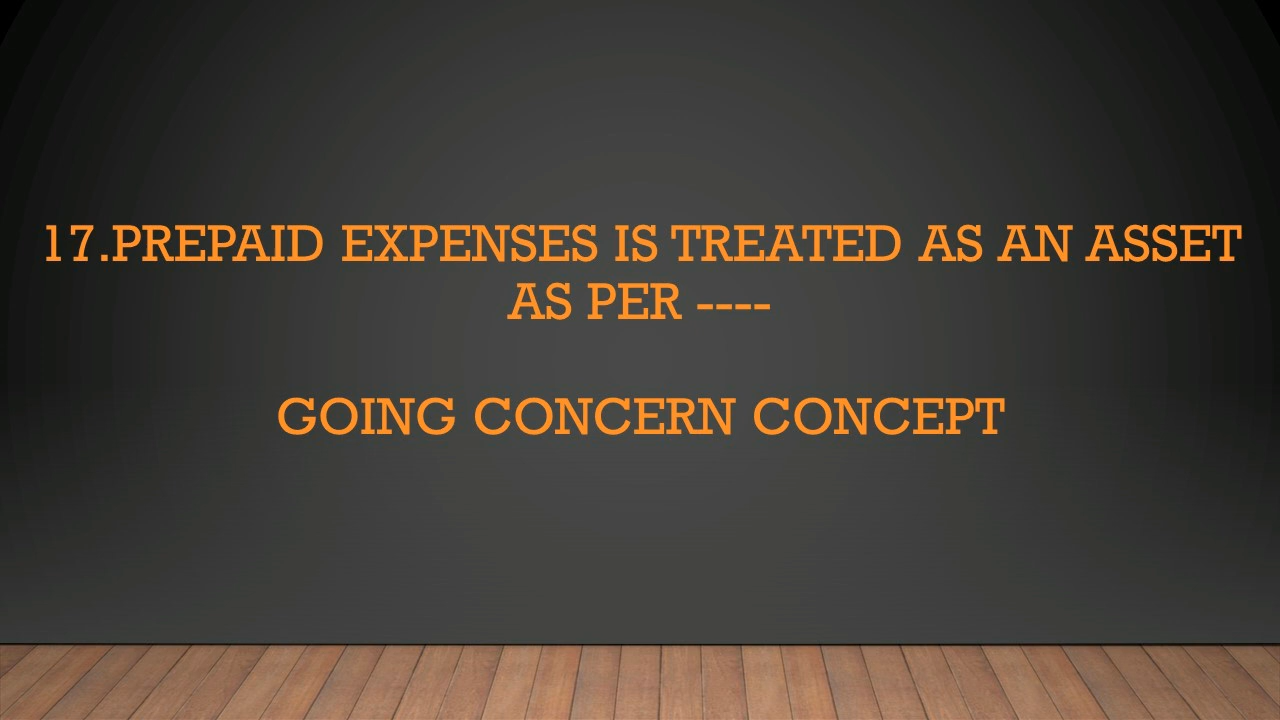 17.PREPAID EXPENSES IS TREATED AS AN ASSET
AS PER ----
GOING CONCERN CONCEPT